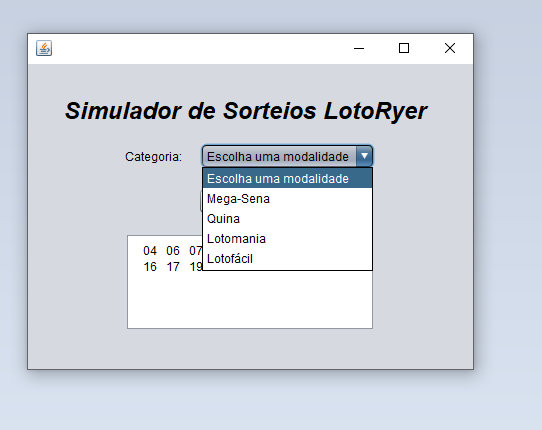 Simulador de Sorteios LotoRyer
Categoria: Escolha uma modalidade
Escolha uma modalidade
Mega-Sena
Quina
Lotomania
Lotofácil
04 06 07
16 17 19